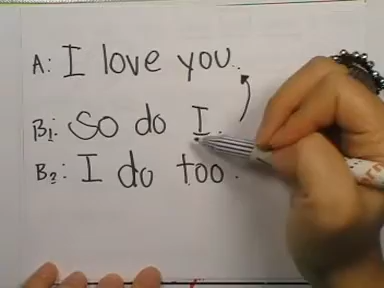 A: I love you.
B1: So do I.
B2: I do too.